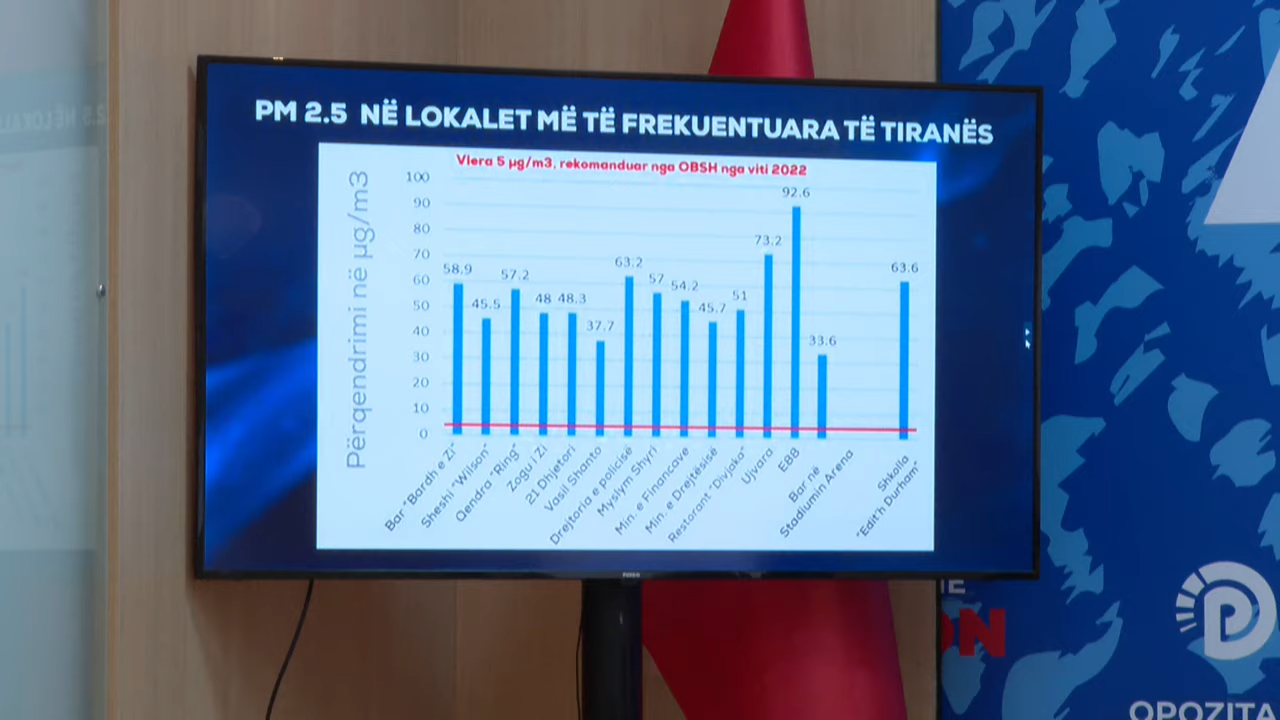 PM 2.5 NË LOKALET MË TË FREKUENTUARA TË TIRANËS
Vlera 5 µg/m3, rekomanduar nga OBSH nga viti 2022
Përqendrimi në µg/m3
100
90
80
70
60
50
40
30
20
10
0
58.9
45.5
57.2
48
48.3
37.7
63.2
57
54.2
45.7
51
73.2
92.6
33.6
63.6
Bar "Bardh e Zi"
Sheshi "Wilson"
Qendra "Ring"
Zogu i Zi
21 Dhjetori
Vasil Shanto
Drejtoria e policisë
Myslym Shyri
Min. e Financave
Min. e Drejtësisë
Restorant "Divjaka"
Ujvara
E88
Bar në
Stadiumin Arena
Shkolla
"Edit'h Durham"
OPOZITA